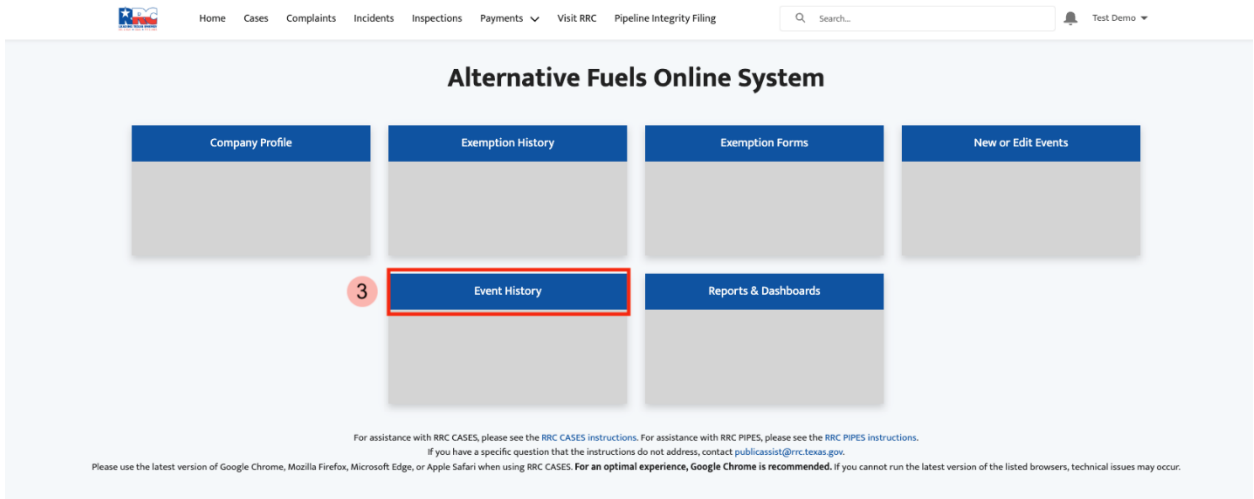 RRC Home Cases Complaints Incidents Inspections Payments Visit RRC Pipeline Integrity Filing Search... Test Demo
Alternative Fuels Online System
Company Profile Exemption History Exemption Forms New or Edit Events
3 Event History Reports & Dashboards
For assistance with RRC CASES, please see the RRC CASES instructions. For assistance with RRC PIPES, please see the RRC PIPES instructions.
If you have a specific question that the instructions do not address, contact publicassist@rrc.texas.gov.
Please use the latest version of Google Chrome, Mozilla Firefox, Microsoft Edge, or Apple Safari when using RRC CASES. For an optimal experience, Google Chrome is recommended. If you cannot run the latest version of the listed browsers, technical issues may occur.